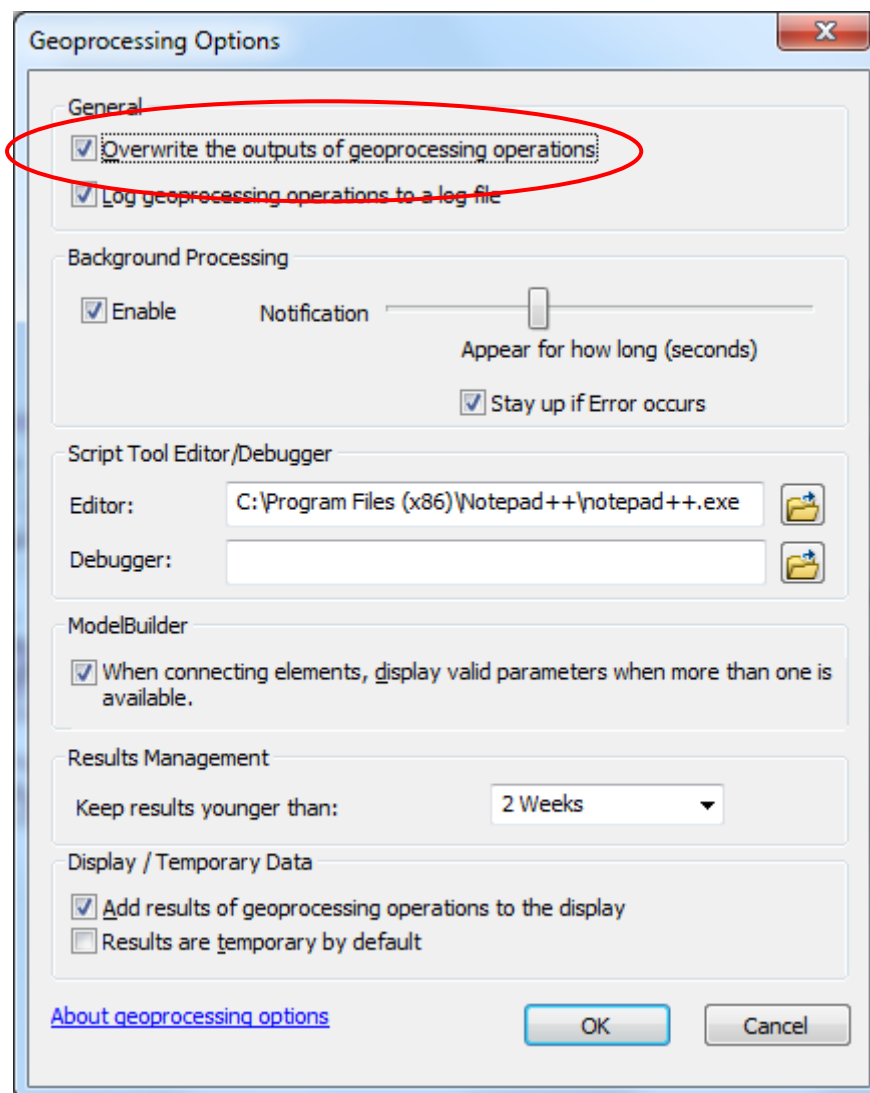 Geoprocessing Options
General
Overwrite the outputs of geoprocessing operations
Log geoprocessing operations to a log file
Background Processing
Enable
Notification
Appear for how long (seconds)
Stay up if Error occurs
Script Tool Editor/Debugger
Editor:
C:\Program Files (x86)\Notepad++\notepad++.exe
Debugger:
ModelBuilder
When connecting elements, display valid parameters when more than one is
available.
Results Management
Keep results younger than:
2 Weeks
Display / Temporary Data
Add results of geoprocessing operations to the display
Results are temporary by default
About geoprocessing options
OK
Cancel